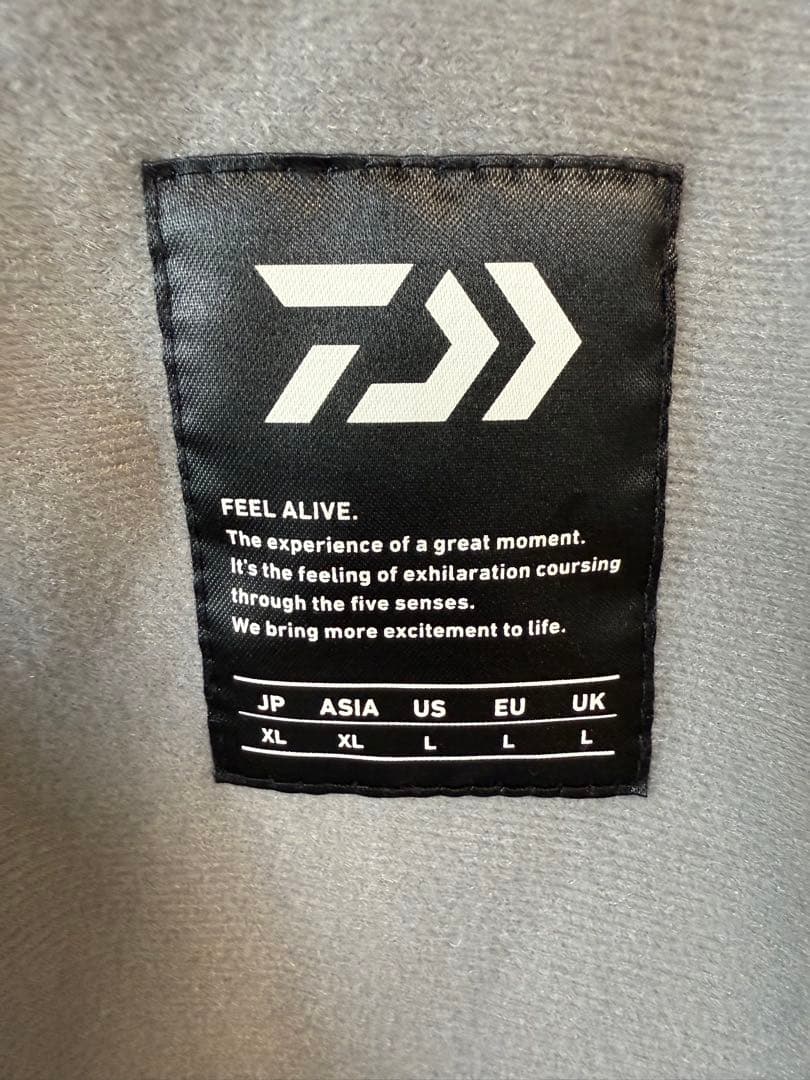 FEEL ALIVE.
The experience of a great moment.
It's the feeling of exhilaration coursing
through the five senses.
We bring more excitement to life.
JP ASIA US EU UK
XL XL L L L